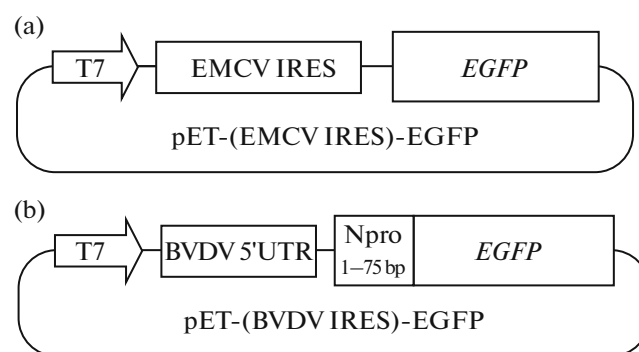 (a)
T7 EMCV IRES EGFP
pET-(EMCV IRES)-EGFP
(b)
T7 BVDV 5'UTR Npro EGFP
1–75 bp
pET-(BVDV IRES)-EGFP